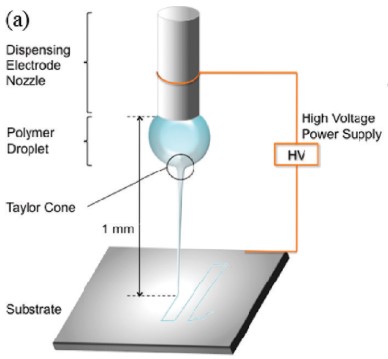 (a)
Dispensing
Electrode
Nozzle
Polymer
Droplet
Taylor Cone
1 mm
Substrate
High Voltage
Power Supply
HV